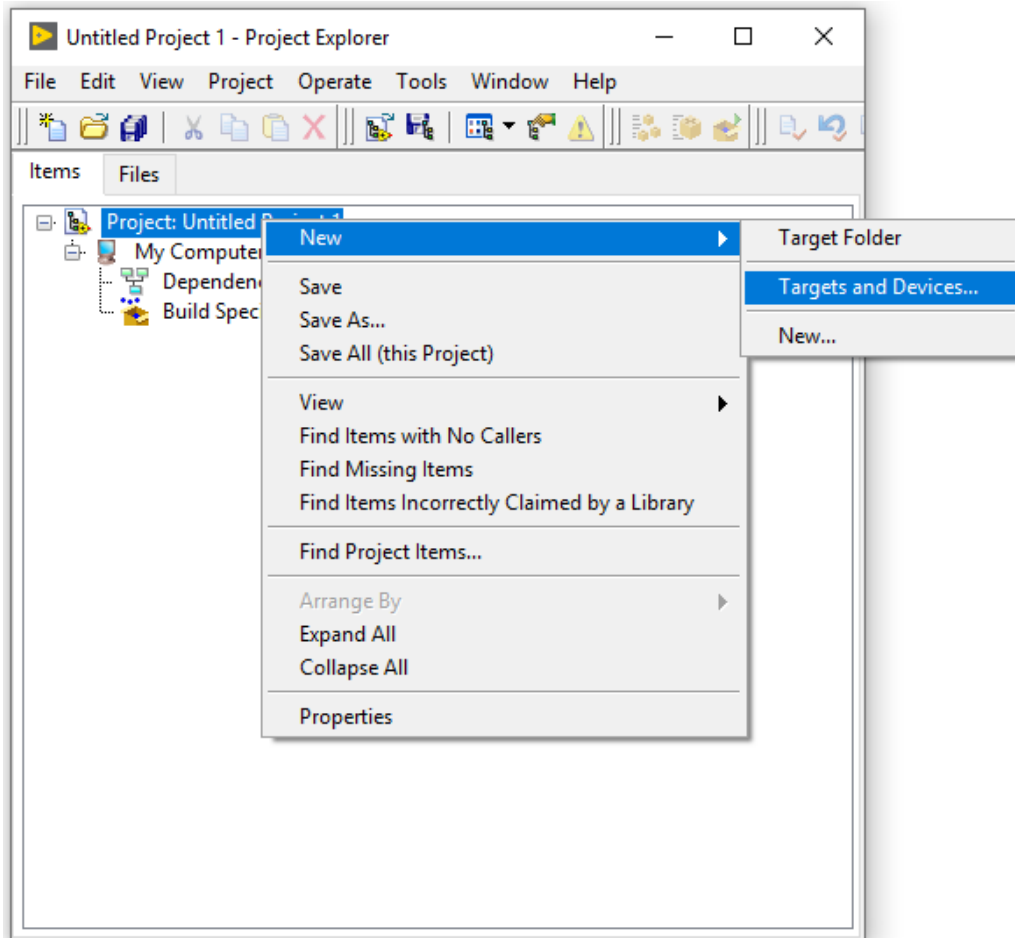 Untitled Project 1 - Project Explorer
File Edit View Project Operate Tools Window Help
Items Files
Project: Untitled
My Computer
Build Spec
New
Save
Save As...
Save All (this Project)
View
Find Items with No Callers
Find Missing Items
Find Items Incorrectly Claimed by a Library
Find Project Items...
Arrange By
Expand All
Collapse All
Properties
Target Folder
Targets and Devices...
New...